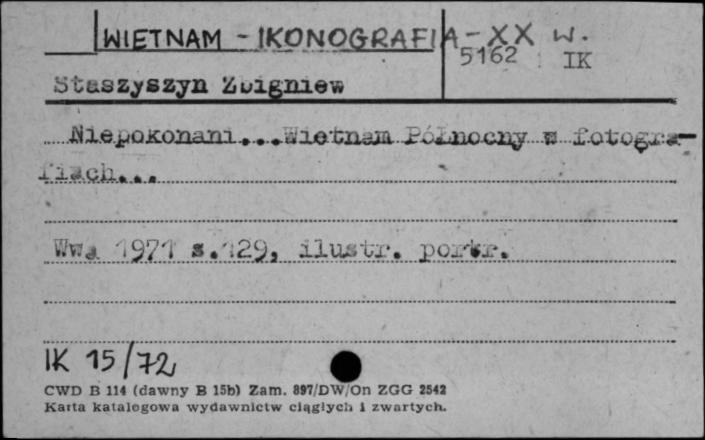 WIETNAM - IKONOGRAFIA - XX w.
5162 IK
Staszyszyn Zbigniew
Niepokonani...Wietnam Północny w fotogra-
fiach...
Wwa 1971 s.129, ilustr. portr.
IK 15/72
CWD B 114 (dawny B 15b) Zam. 897/DW/On ZGG 2542
Karta katalogowa wydawnictw ciągłych i zwartych.